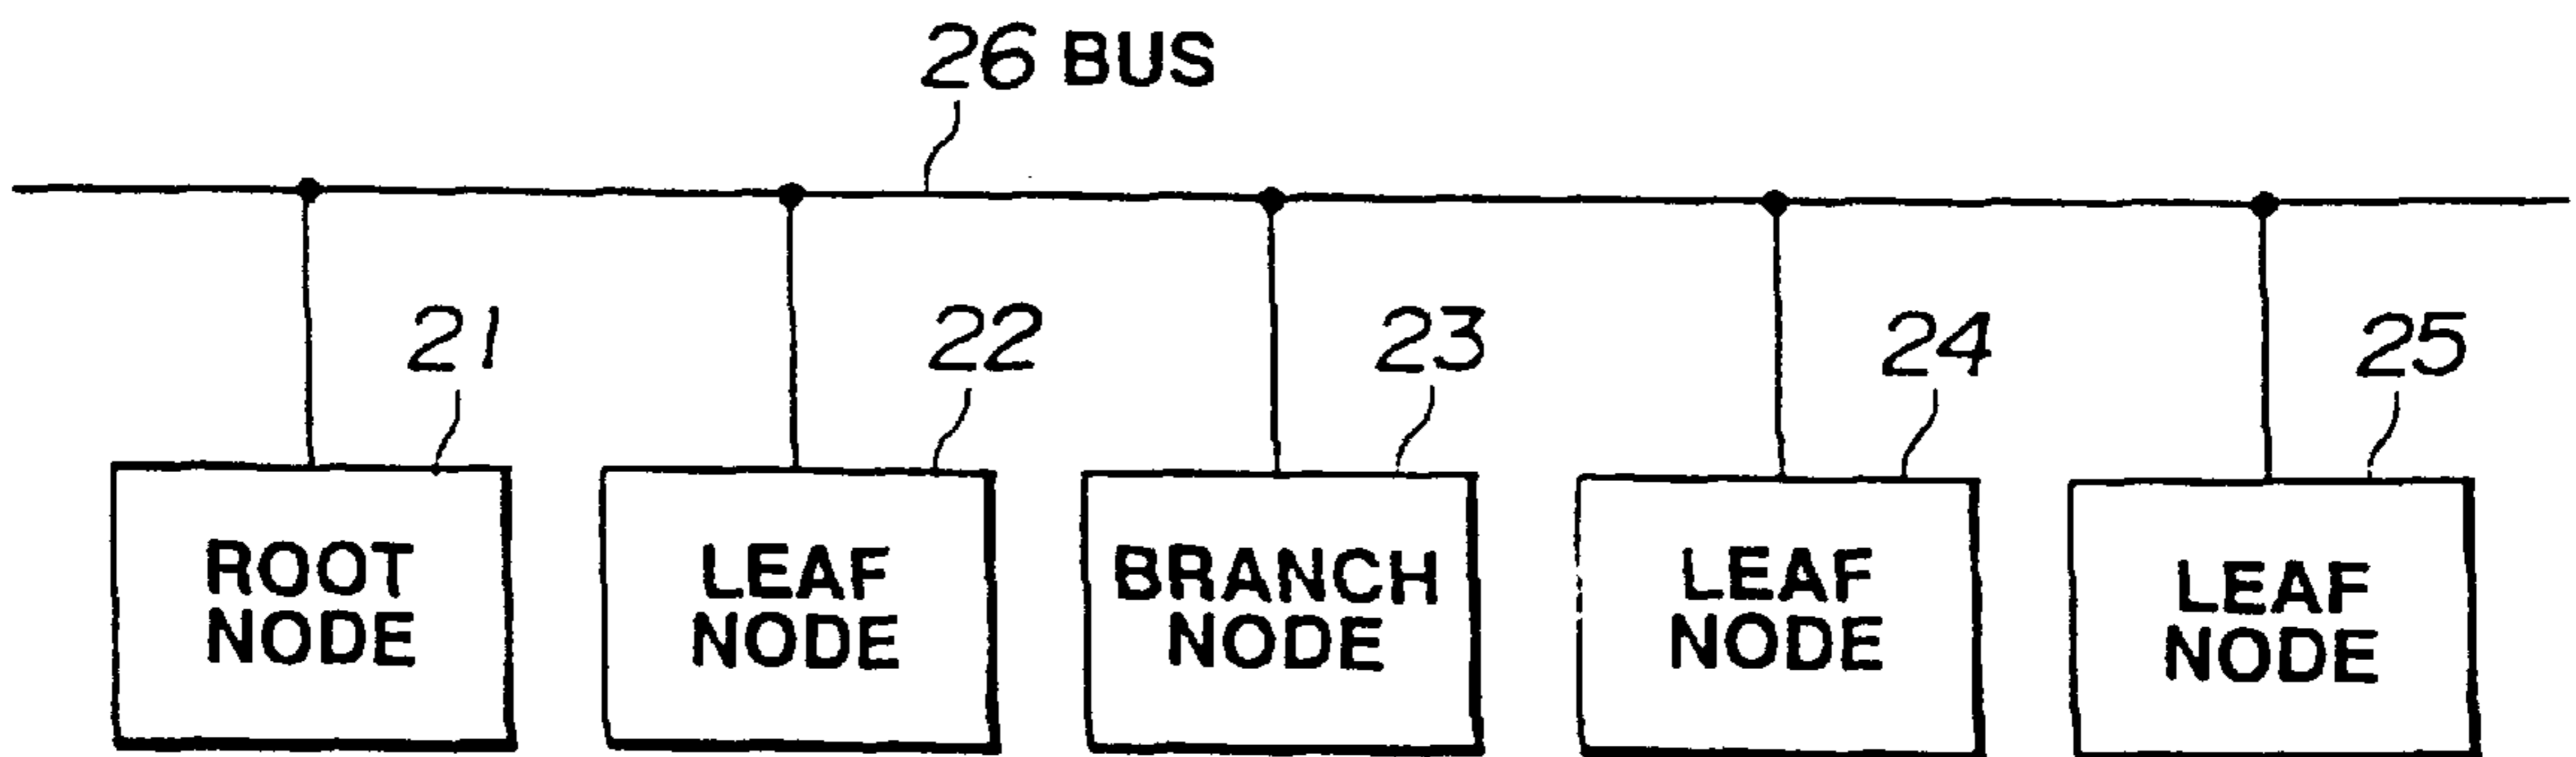 26 BUS
21
22
23
24
25
ROOT
NODE
LEAF
NODE
BRANCH
NODE
LEAF
NODE
LEAF
NODE